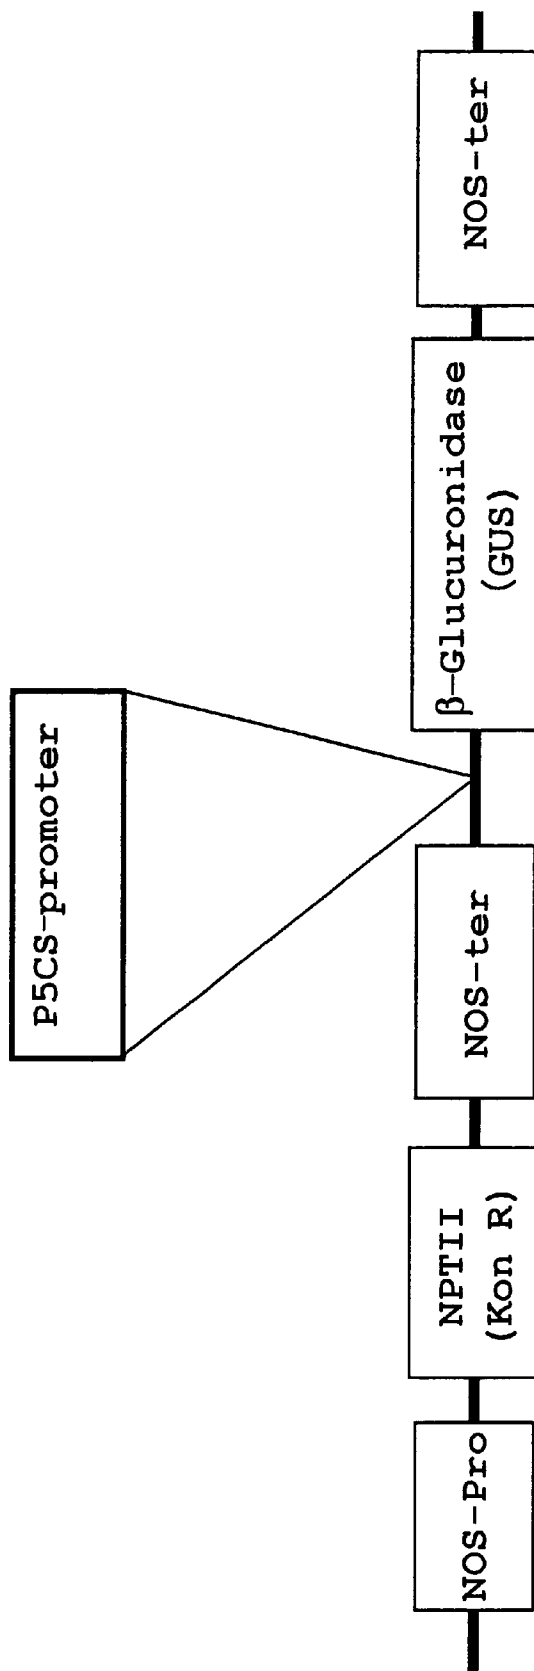 P5CS-promoter
NOS-Pro
NPTII
(Kon R)
NOS-ter
β-Glucuronidase
(GUS)
NOS-ter